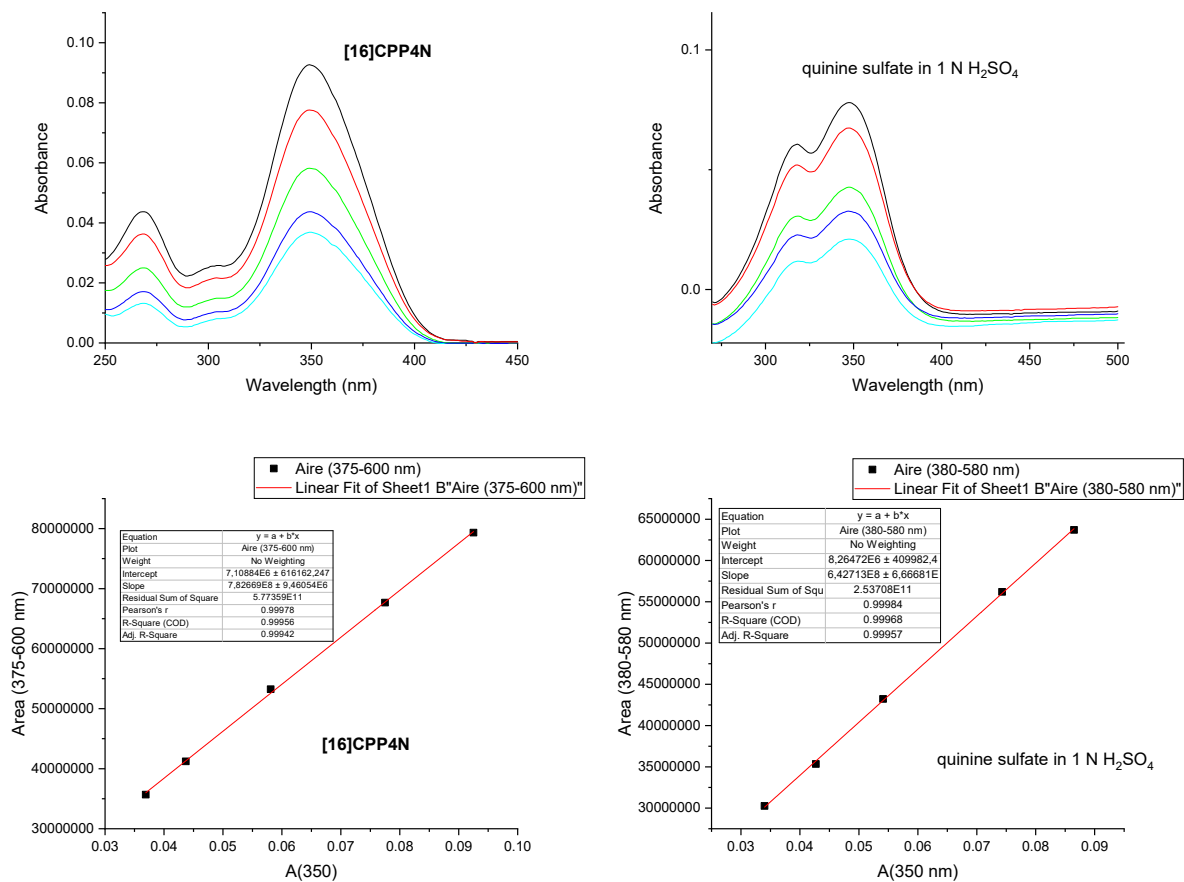 [16]CPP4N
0.10
0.08
0.06
0.04
0.02
0.00
Absorbance
250 300 350 400 450
Wavelength (nm)
quinine sulfate in 1 N H₂SO₄
0.1
0.0
Absorbance
300 350 400 450 500
Wavelength (nm)
Aire (375-600 nm)
Linear Fit of Sheet1 B"Aire (375-600 nm)"
Equation y = a + b*x
Plot Aire (375-600 nm)
Weight No Weighting
Intercept 7,10884E6 ± 616162,247
Slope 7,82669E8 ± 9,46054E6
Residual Sum of Square 5.77359E11
Pearson's r 0.99978
R-Square (COD) 0.99956
Adj. R-Square 0.99942
80000000
70000000
60000000
50000000
40000000
30000000
Area (375-600 nm)
[16]CPP4N
0.03 0.04 0.05 0.06 0.07 0.08 0.09 0.10
A(350)
Aire (380-580 nm)
Linear Fit of Sheet1 B"Aire (380-580 nm)"
Equation y = a + b*x
Plot Aire (380-580 nm)
Weight No Weighting
Intercept 8,26472E6 ± 409982,4
Slope 6,42713E8 ± 6,66681E
Residual Sum of Squ 2.53708E11
Pearson's r 0.99984
R-Square (COD) 0.99968
Adj. R-Square 0.99957
65000000
60000000
55000000
50000000
45000000
40000000
35000000
30000000
Area (380-580 nm)
quinine sulfate in 1 N H₂SO₄
0.03 0.04 0.05 0.06 0.07 0.08 0.09
A(350 nm)